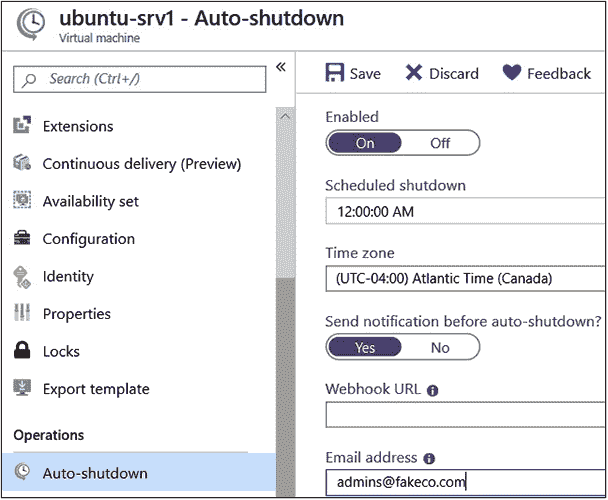 ubuntu-srv1 - Auto-shutdown
Virtual machine
Search (Ctrl+/)
«
Extensions
Continuous delivery (Preview)
Availability set
Configuration
Identity
Properties
Locks
Export template
Operations
Auto-shutdown
Save Discard Feedback
Enabled
On Off
Scheduled shutdown
12:00:00 AM
Time zone
(UTC-04:00) Atlantic Time (Canada)
Send notification before auto-shutdown?
Yes No
Webhook URL
Email address
admins@fakeco.com